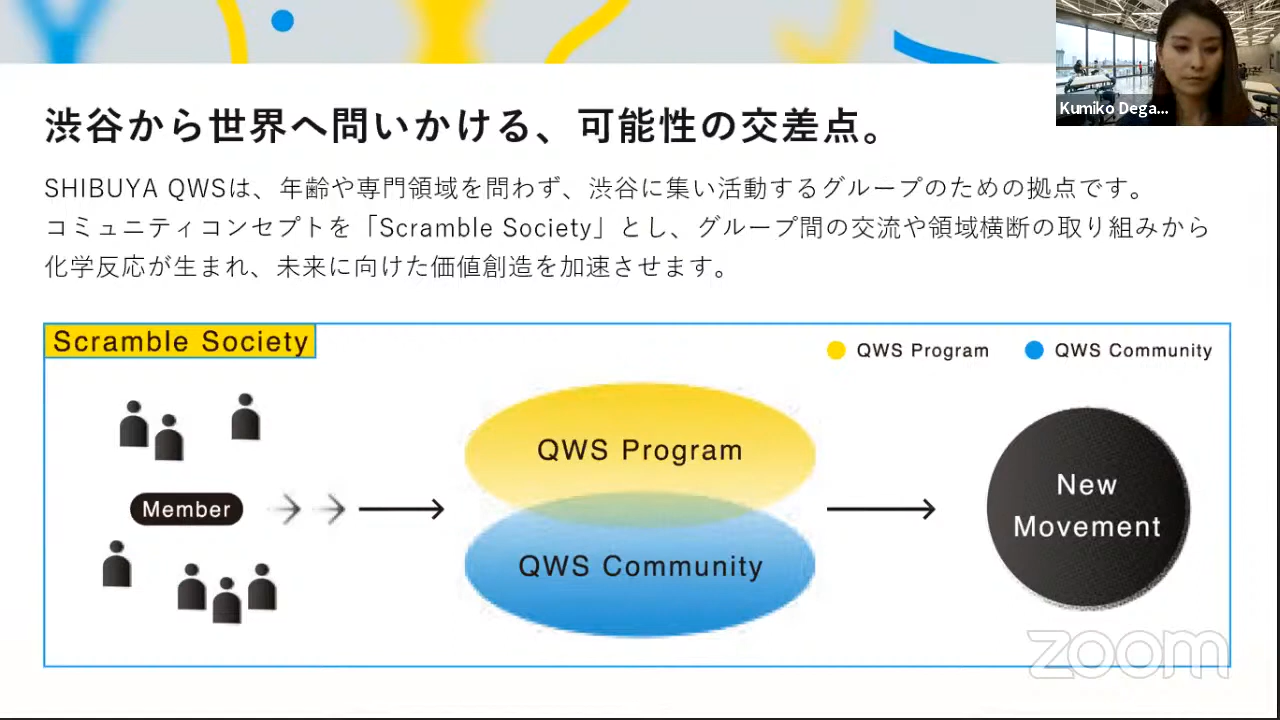 渋谷から世界へ問いかける、可能性の交差点。
SHIBUYA QWSは、年齢や専門領域を問わず、渋谷に集い活動するグループのための拠点です。
コミュニティコンセプトを「Scramble Society」とし、グループ間の交流や領域横断の取り組みから
化学反応が生まれ、未来に向けた価値創造を加速させます。
Kumiko Dega...
Scramble Society
QWS Program
QWS Community
Member
QWS Program
QWS Community
New
Movement
zoom